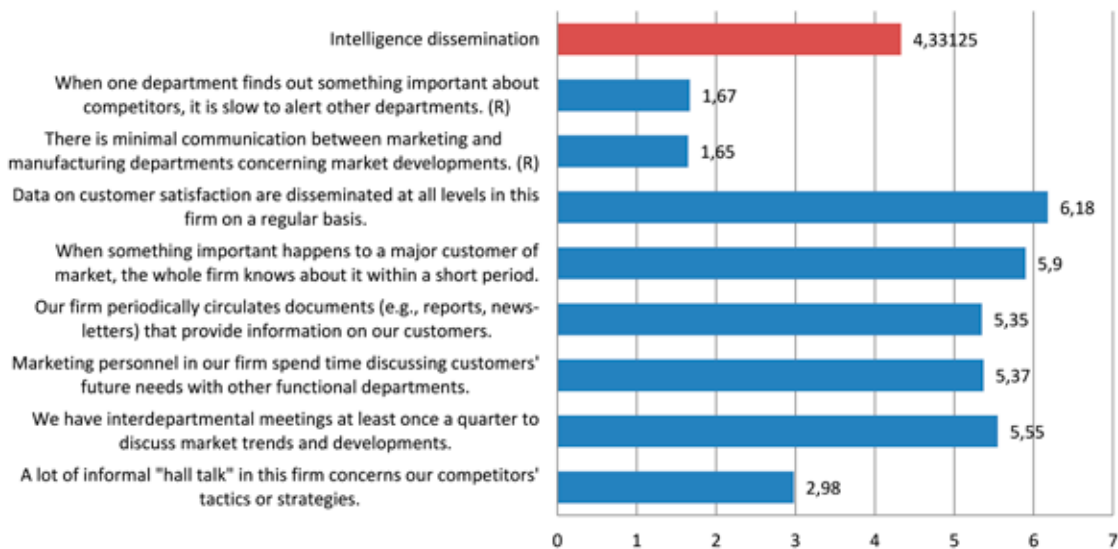 Intelligence dissemination
4,33125
When one department finds out something important about
competitors, it is slow to alert other departments. (R)
1,67
There is minimal communication between marketing and
manufacturing departments concerning market developments. (R)
1,65
Data on customer satisfaction are disseminated at all levels in this
firm on a regular basis.
6,18
When something important happens to a major customer of
market, the whole firm knows about it within a short period.
5,9
Our firm periodically circulates documents (e.g., reports, news-
letters) that provide information on our customers.
5,35
Marketing personnel in our firm spend time discussing customers'
future needs with other functional departments.
5,37
We have interdepartmental meetings at least once a quarter to
discuss market trends and developments.
5,55
A lot of informal "hall talk" in this firm concerns our competitors'
tactics or strategies.
2,98
0 1 2 3 4 5 6 7